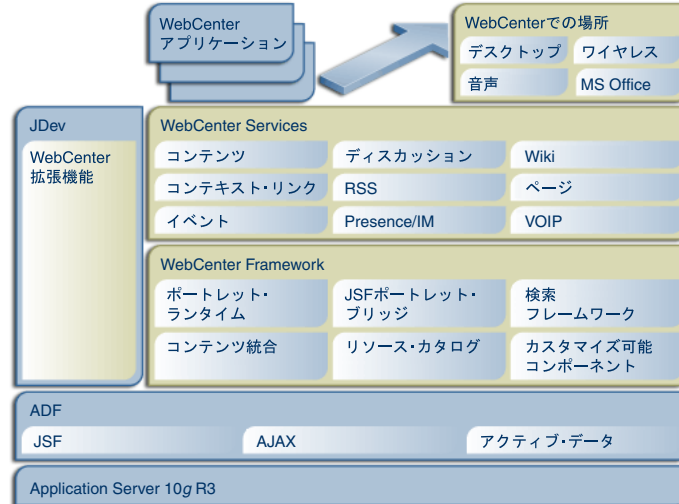 WebCenter
アプリケーション
WebCenterでの場所
デスクトップ
ワイヤレス
音声
MS Office
JDev
WebCenter
拡張機能
WebCenter Services
コンテンツ
ディスカッション
Wiki
コンテキスト・リンク
RSS
ページ
イベント
Presence/IM
VOIP
WebCenter Framework
ポートレット・
ランタイム
JSFポートレット・
ブリッジ
検索
フレームワーク
コンテンツ統合
リソース・カタログ
カスタマイズ可能
コンポーネント
ADF
JSF
AJAX
アクティブ・データ
Application Server 10g R3